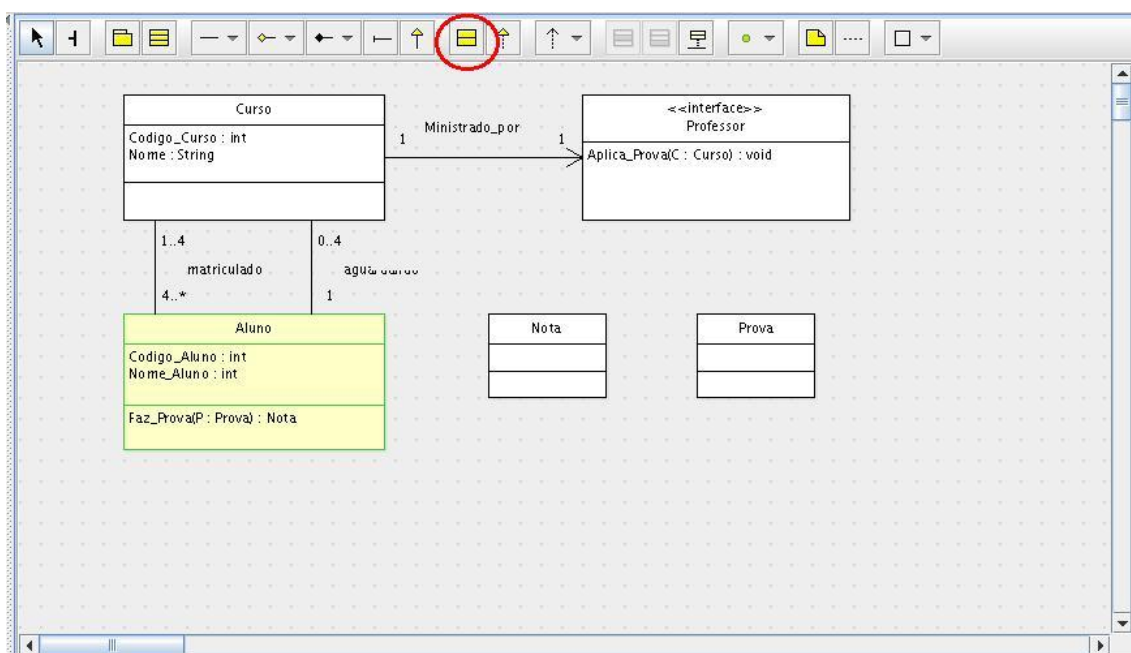 Curso
Codigo_Curso : int
Nome : String
1
Ministrado_por
1
<<interface>>
Professor
Aplica_Prova(C : Curso) : void
1..4
0..4
matriculado
4..*
1
Aluno
Codigo_Aluno : int
Nome_Aluno : int
Faz_Prova(P : Prova) : Nota
Nota
Prova